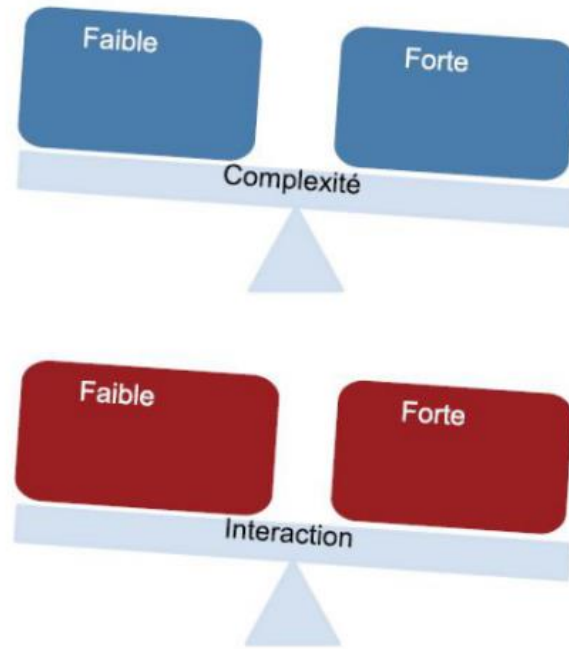 Faible
Forte
Complexité
Faible
Forte
Interaction